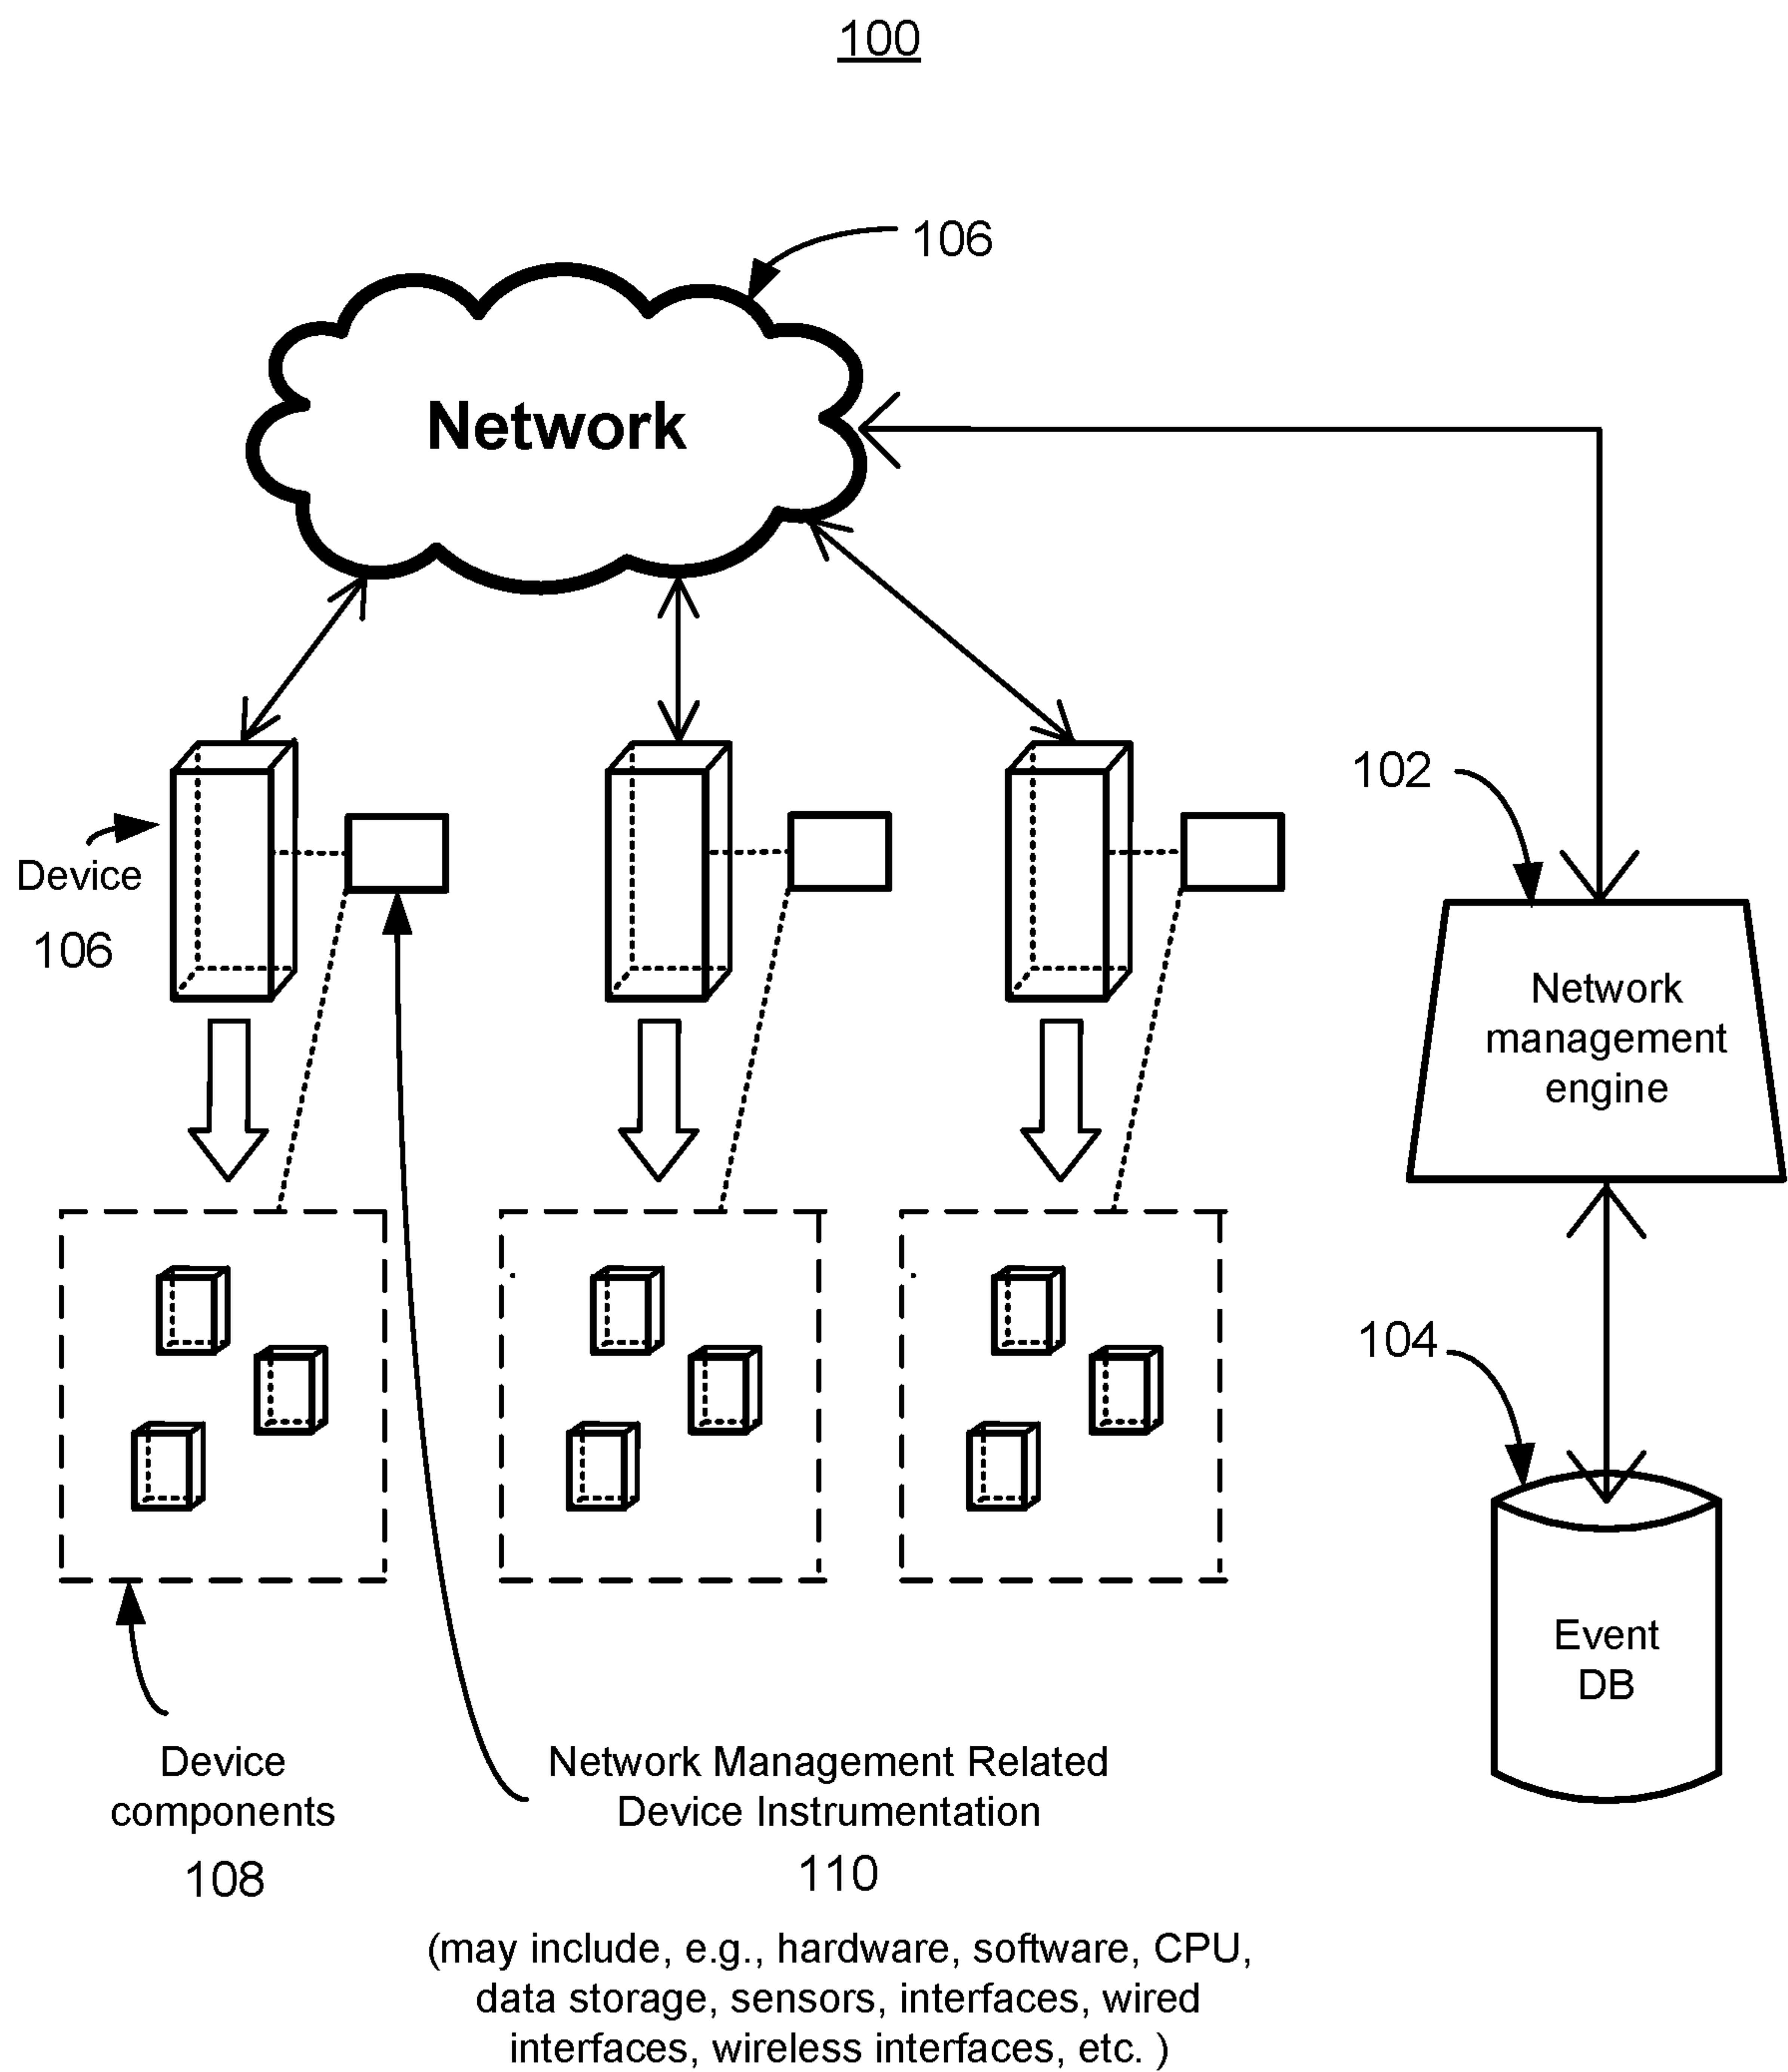 100
106
Network
102
Device
106
Network
management
engine
104
Event
DB
Device
components
108
Network Management Related
Device Instrumentation
110
(may include, e.g., hardware, software, CPU,
data storage, sensors, interfaces, wired
interfaces, wireless interfaces, etc. )